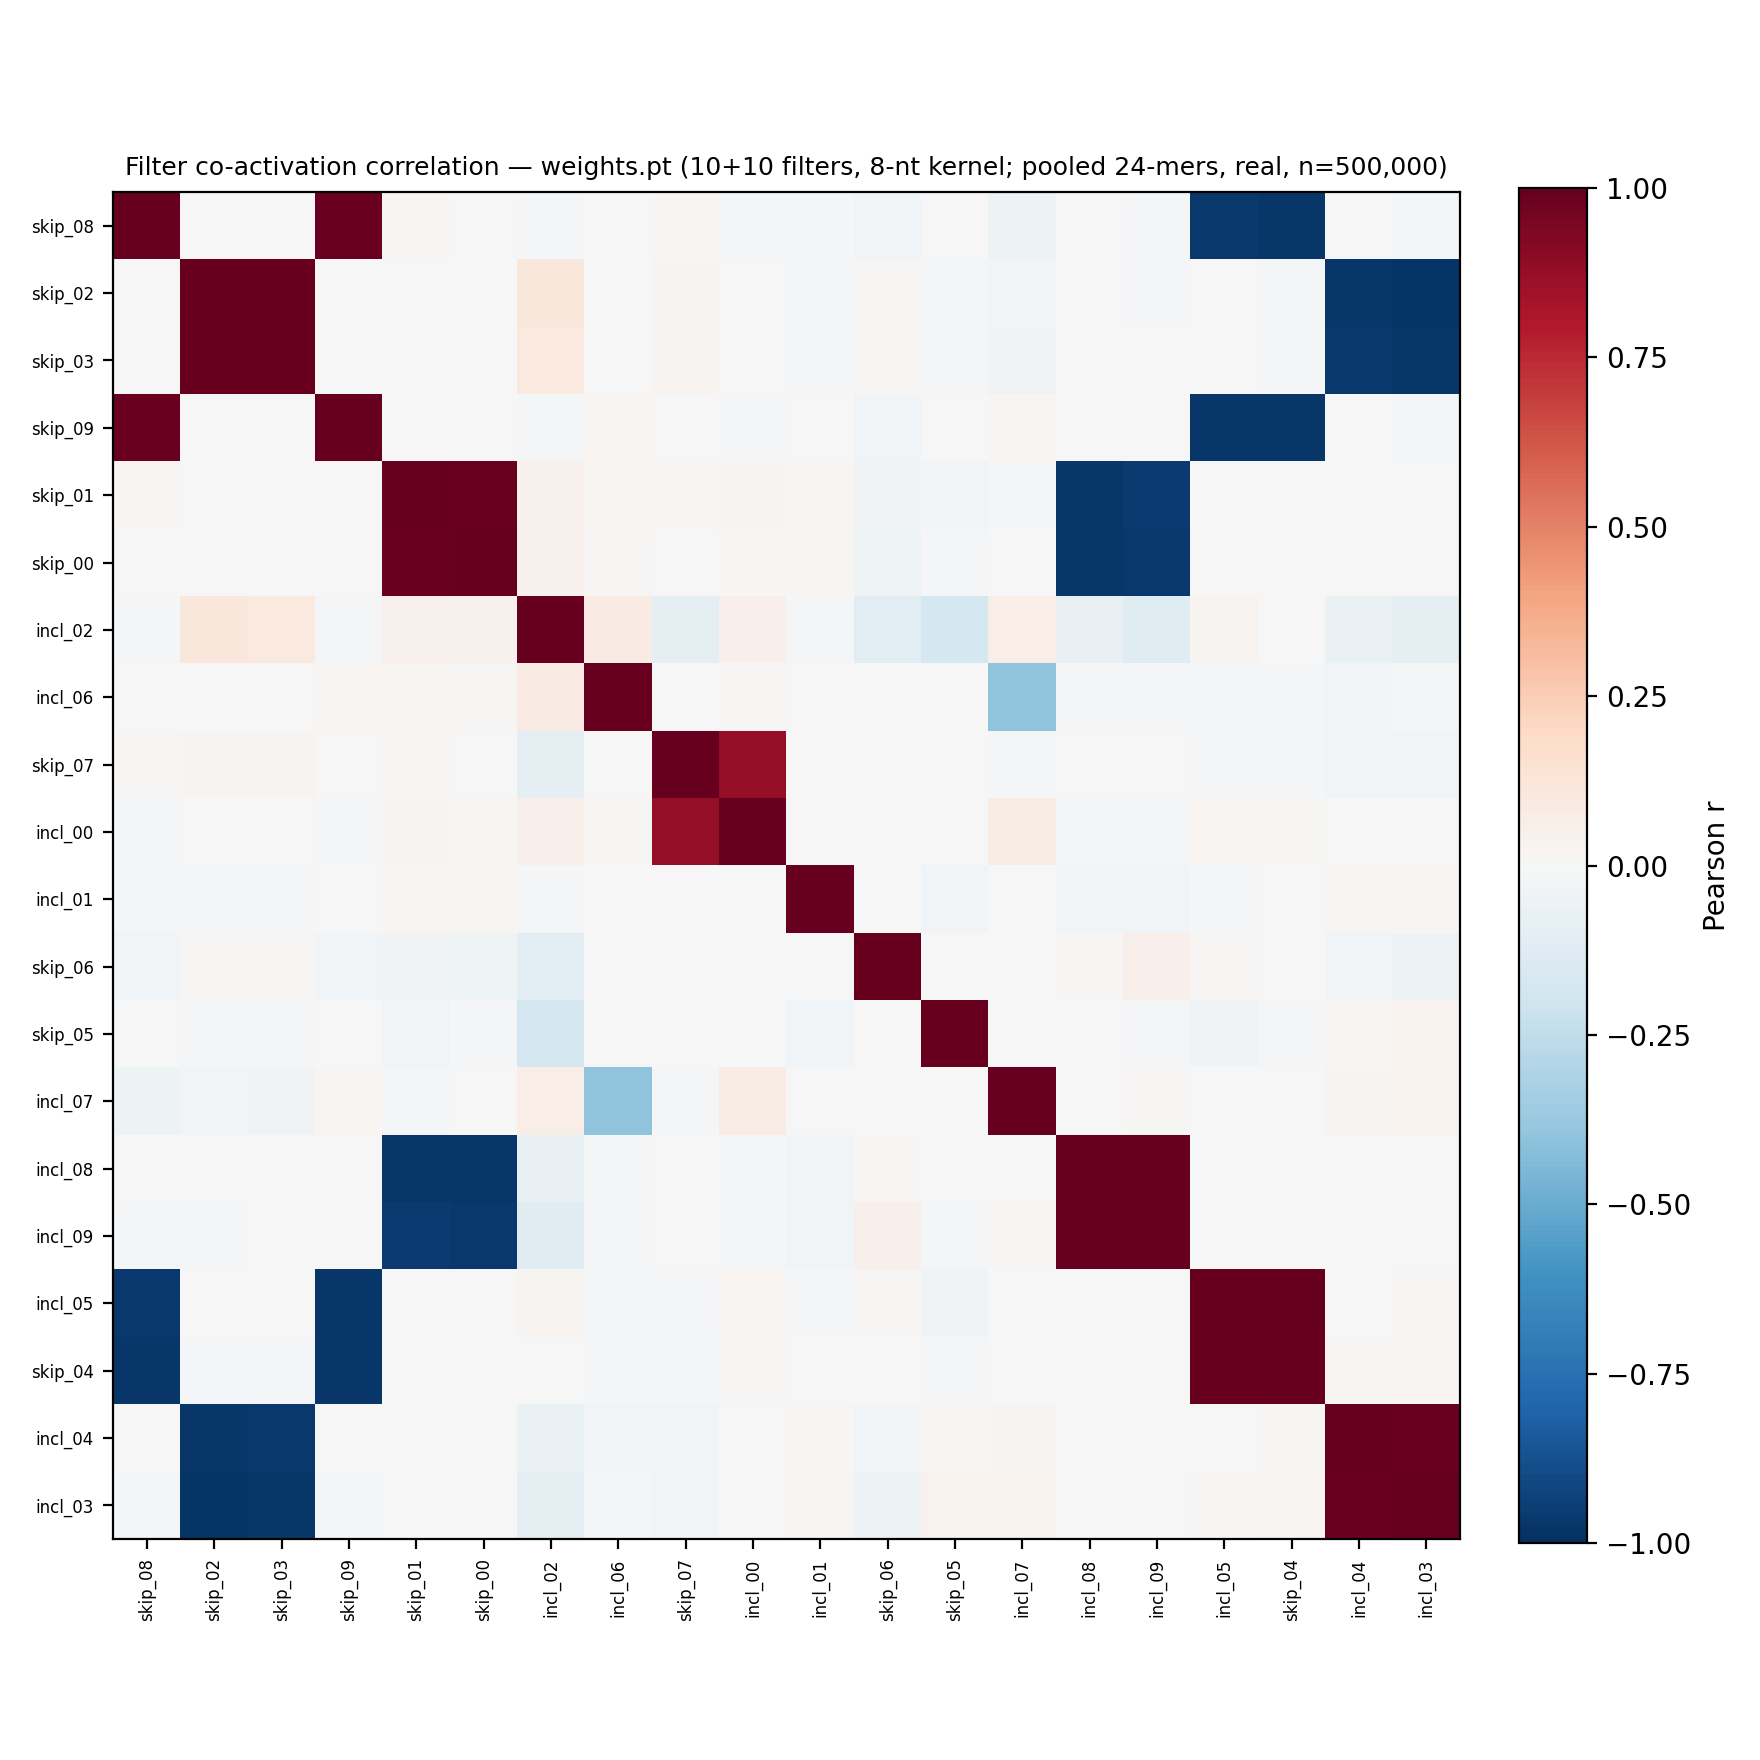 Filter co-activation correlation — weights.pt (10+10 filters, 8-nt kernel; pooled 24-mers, real, n=500,000)
skip_08
skip_02
skip_03
skip_09
skip_01
skip_00
incl_02
incl_06
skip_07
incl_00
incl_01
skip_06
skip_05
incl_07
incl_08
incl_09
incl_05
skip_04
incl_04
incl_03
skip_08
skip_02
skip_03
skip_09
skip_01
skip_00
incl_02
incl_06
skip_07
incl_00
incl_01
skip_06
skip_05
incl_07
incl_08
incl_09
incl_05
skip_04
incl_04
incl_03
1.00
0.75
0.50
0.25
0.00
−0.25
−0.50
−0.75
−1.00
Pearson r